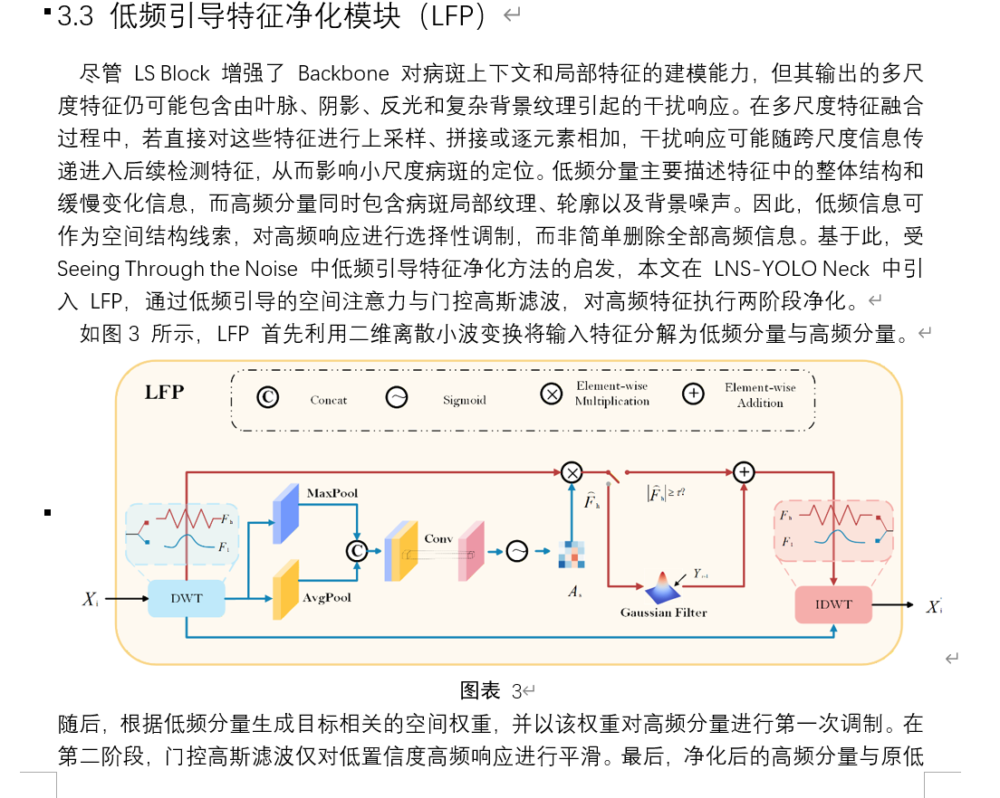 3.3 低频引导特征净化模块（LFP）
尽管 LS Block 增强了 Backbone 对病斑上下文和局部特征的建模能力，但其输出的多尺
度特征仍可能包含由叶脉、阴影、反光和复杂背景纹理引起的干扰响应。在多尺度特征融合
过程中，若直接对这些特征进行上采样、拼接或逐元素相加，干扰响应可能随跨尺度信息传
递进入后续检测特征，从而影响小尺度病斑的定位。低频分量主要描述特征中的整体结构和
缓慢变化信息，而高频分量同时包含病斑局部纹理、轮廓以及背景噪声。因此，低频信息可
作为空间结构线索，对高频响应进行选择性调制，而非简单删除全部高频信息。基于此，受
Seeing Through the Noise 中低频引导特征净化方法的启发，本文在 LNS-YOLO Neck 中引
入 LFP，通过低频引导的空间注意力与门控高斯滤波，对高频特征执行两阶段净化。
如图 3 所示，LFP 首先利用二维离散小波变换将输入特征分解为低频分量与高频分量。
LFP
C Concat
~ Sigmoid
× Element-wise
Multiplication
+ Element-wise
Addition
MaxPool
F̂h
|F̂h|≥τ?
Fh
Fl
C
Conv
~
Fh
Fl
Xi
DWT
AvgPool
As
Gaussian Filter
IDWT
Xi'
图表 3
随后，根据低频分量生成目标相关的空间权重，并以该权重对高频分量进行第一次调制。在
第二阶段，门控高斯滤波仅对低置信度高频响应进行平滑。最后，净化后的高频分量与原低